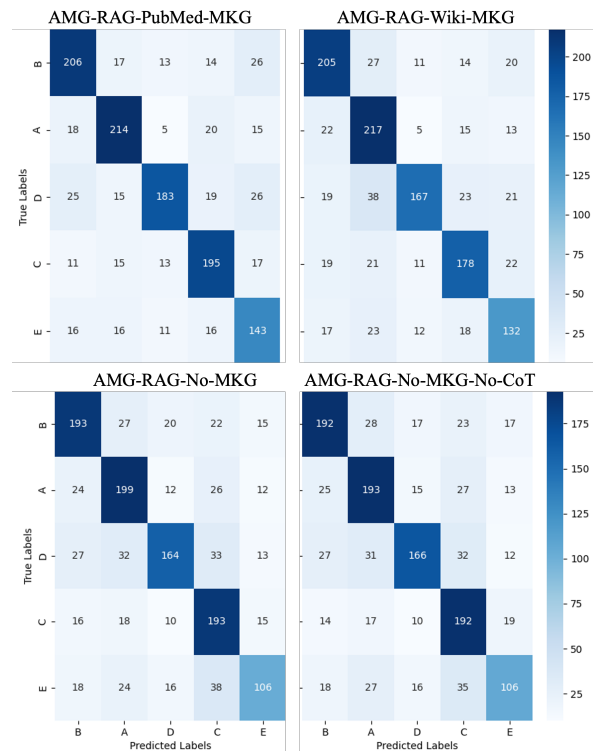 AMG-RAG-PubMed-MKG AMG-RAG-Wiki-MKG
B 206 17 13 14 26 205 27 11 14 20 200
A 18 214 5 20 15 22 217 5 15 13 175
150
True Labels
D 25 15 183 19 26 19 38 167 23 21 125
100
C 11 15 13 195 17 19 21 11 178 22 75
50
E 16 16 11 16 143 17 23 12 18 132 25
AMG-RAG-No-MKG AMG-RAG-No-MKG-No-CoT
B 193 27 20 22 15 192 28 17 23 17 175
150
A 24 199 12 26 12 25 193 15 27 13
125
True Labels
D 27 32 164 33 13 27 31 166 32 12 100
75
C 16 18 10 193 15 14 17 10 192 19
50
E 18 24 16 38 106 18 27 16 35 106 25
B A D C E B A D C E
Predicted Labels Predicted Labels